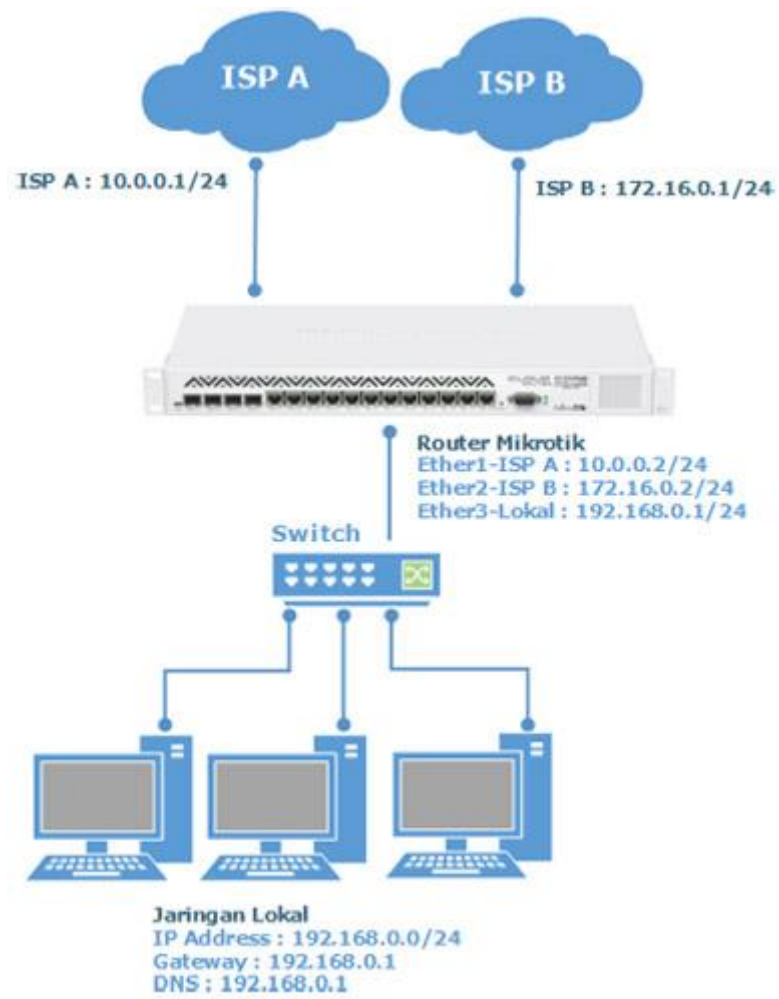 ISP A
ISP B
ISP A : 10.0.0.1/24
ISP B : 172.16.0.1/24
Router Mikrotik
Ether1-ISP A : 10.0.0.2/24
Ether2-ISP B : 172.16.0.2/24
Ether3-Lokal : 192.168.0.1/24
Switch
Jaringan Lokal
IP Address : 192.168.0.0/24
Gateway : 192.168.0.1
DNS : 192.168.0.1